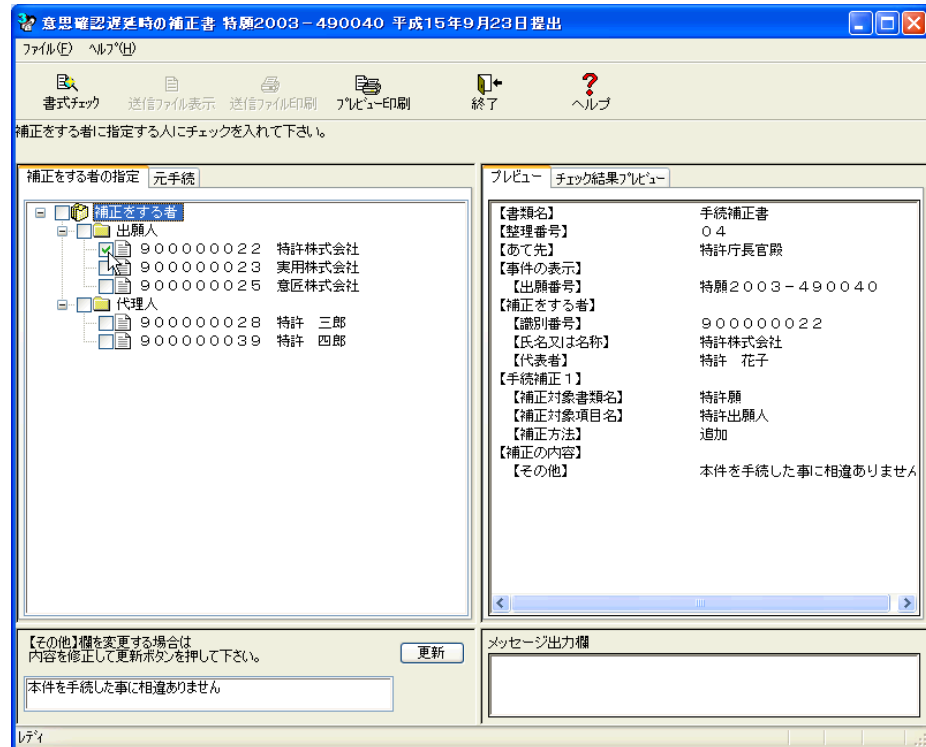 意思確認遅延時の補正書 特願2003－490040 平成15年9月23日提出
ファイル(F) ﾍﾙﾌﾟ(H)
書式ﾁｪｯｸ 送信ﾌｧｲﾙ表示 送信ﾌｧｲﾙ印刷 ﾌﾟﾚﾋﾞｭｰ印刷 終了 ヘルプ
補正をする者に指定する人にチェックを入れて下さい。
補正をする者の指定 元手続
補正をする者
出願人
９００００００２２ 特許株式会社
９００００００２３ 実用株式会社
９００００００２５ 意匠株式会社
代理人
９００００００２８ 特許 三郎
９００００００３９ 特許 四郎
プレビュー チェック結果ﾌﾟﾚﾋﾞｭｰ
【書類名】 手続補正書
【整理番号】 ０４
【あて先】 特許庁長官殿
【事件の表示】
【出願番号】 特願２００３－４９００４０
【補正をする者】
【識別番号】 ９００００００２２
【氏名又は名称】 特許株式会社
【代表者】 特許 花子
【手続補正１】
【補正対象書類名】 特許願
【補正対象項目名】 特許出願人
【補正方法】 追加
【補正の内容】
【その他】 本件を手続した事に相違ありません
【その他】欄を変更する場合は
内容を修正して更新ボタンを押して下さい。
更新
本件を手続した事に相違ありません
メッセージ出力欄
ﾚﾃﾞｨ